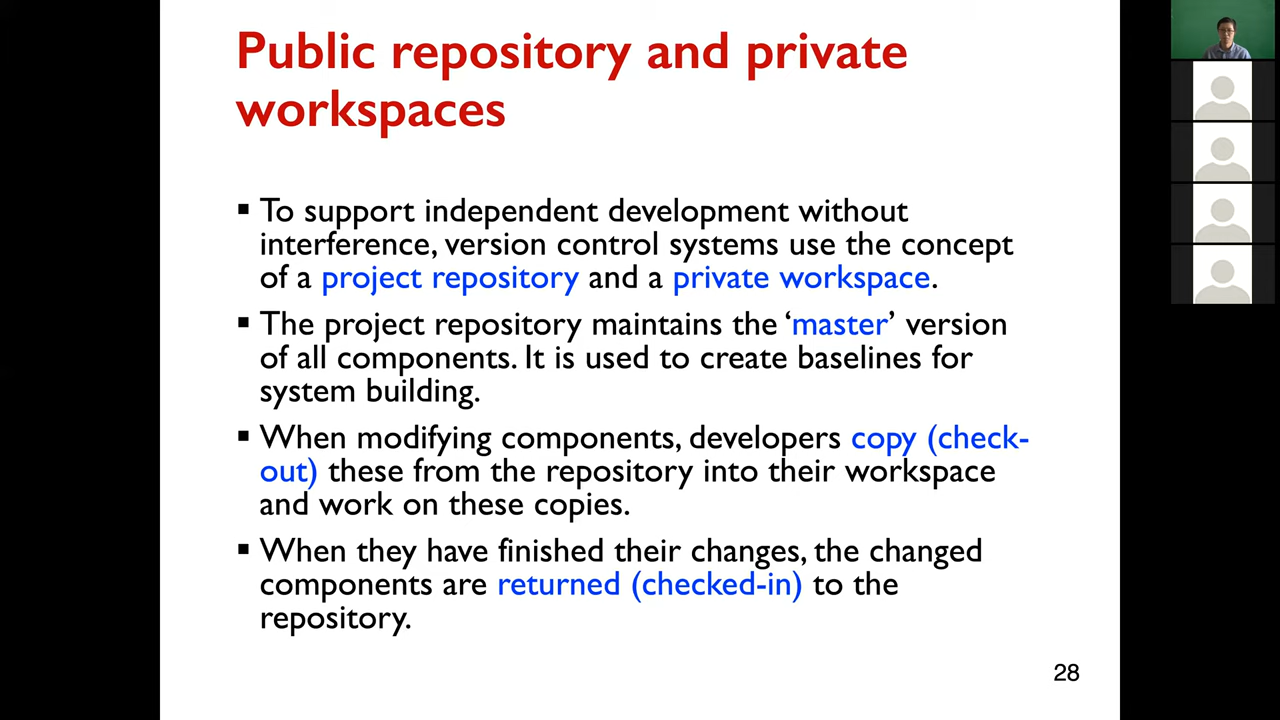 Public repository and private
workspaces
▪ To support independent development without
interference, version control systems use the concept
of a project repository and a private workspace.
▪ The project repository maintains the ‘master’ version
of all components. It is used to create baselines for
system building.
▪ When modifying components, developers copy (check-
out) these from the repository into their workspace
and work on these copies.
▪ When they have finished their changes, the changed
components are returned (checked-in) to the
repository.
28